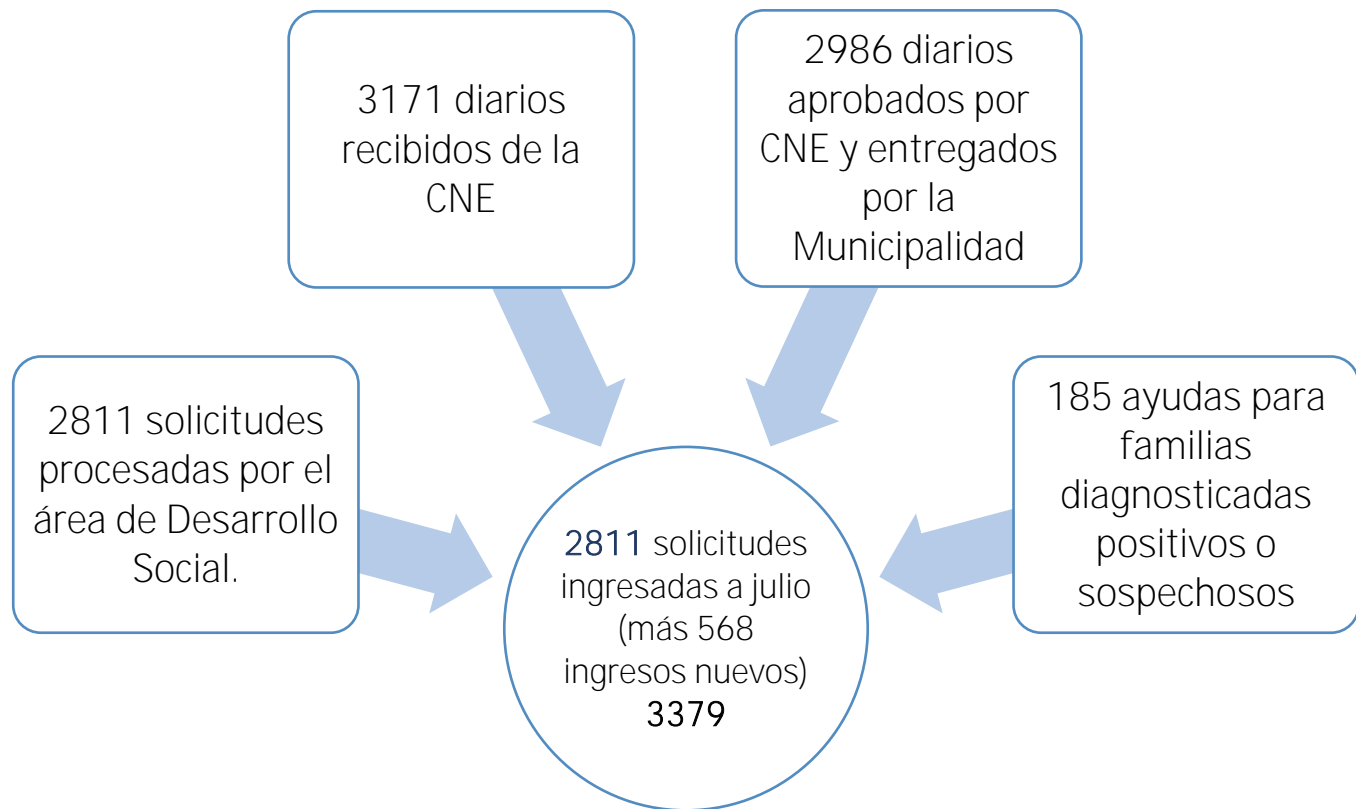 3171 diarios
recibidos de la
CNE
2986 diarios
aprobados por
CNE y entregados
por la
Municipalidad
2811 solicitudes
procesadas por el
área de Desarrollo
Social.
185 ayudas para
familias
diagnosticadas
positivos o
sospechosos
2811 solicitudes
ingresadas a julio
(más 568
ingresos nuevos)
3379